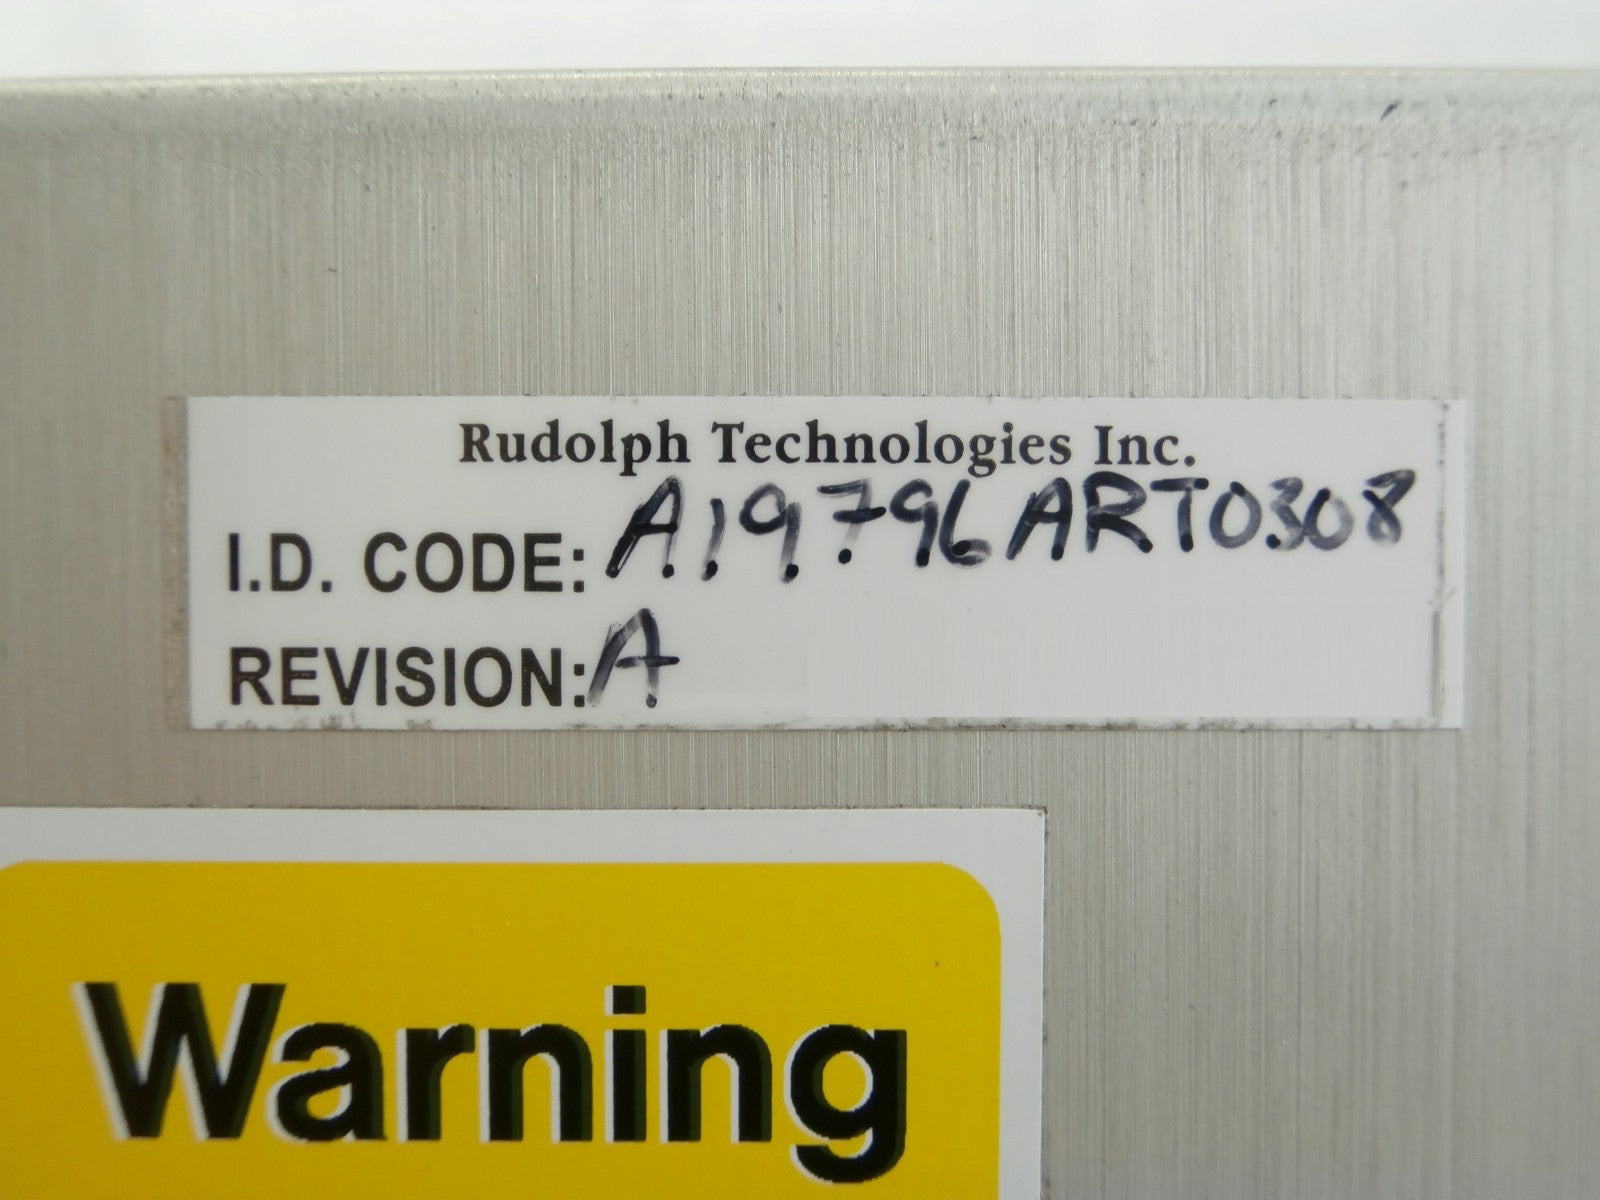 Rudolph Technologies Inc.
I.D. CODE: A19796ART0308
REVISION: A
Warning